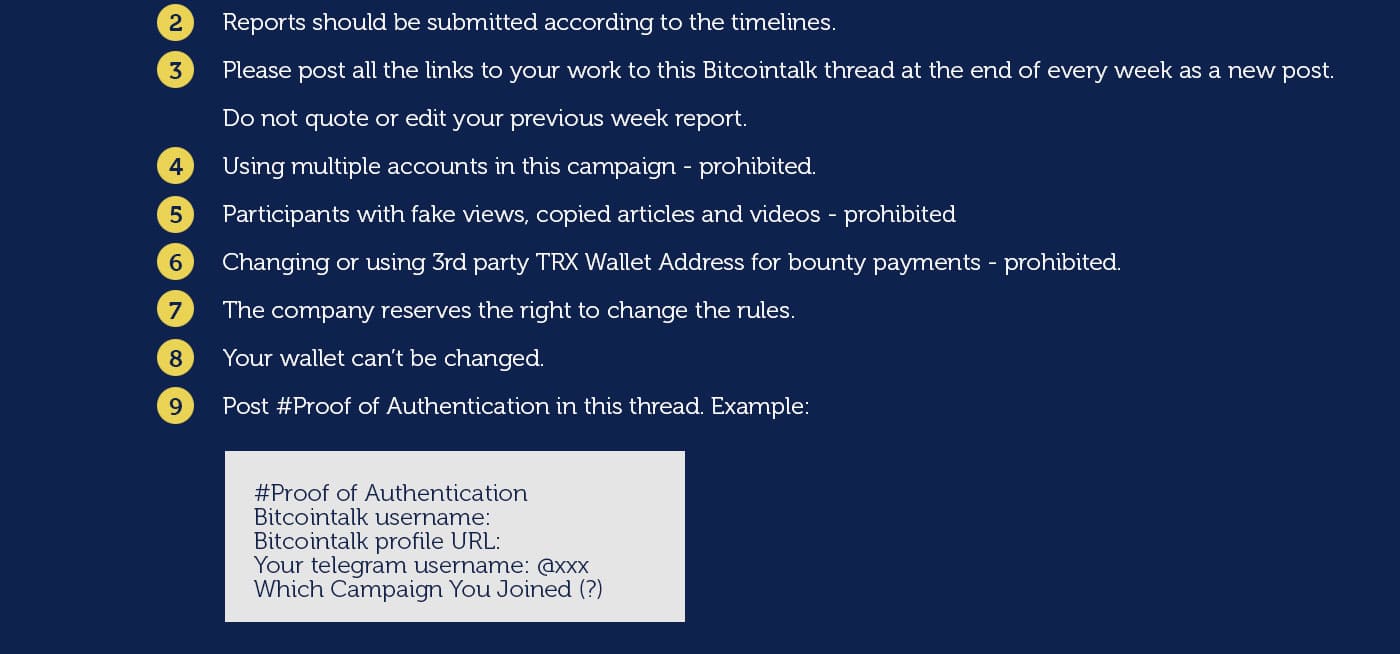 2 Reports should be submitted according to the timelines.
3 Please post all the links to your work to this Bitcointalk thread at the end of every week as a new post.
Do not quote or edit your previous week report.
4 Using multiple accounts in this campaign - prohibited.
5 Participants with fake views, copied articles and videos - prohibited
6 Changing or using 3rd party TRX Wallet Address for bounty payments - prohibited.
7 The company reserves the right to change the rules.
8 Your wallet can’t be changed.
9 Post #Proof of Authentication in this thread. Example:
#Proof of Authentication
Bitcointalk username:
Bitcointalk profile URL:
Your telegram username: @xxx
Which Campaign You Joined (?)